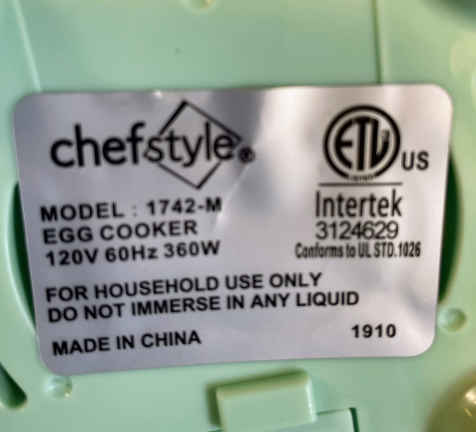 chefstyle®
MODEL : 1742-M
EGG COOKER
120V 60Hz 360W
ETL US
Intertek
3124629
Conforms to UL STD.1026
FOR HOUSEHOLD USE ONLY
DO NOT IMMERSE IN ANY LIQUID
MADE IN CHINA
1910